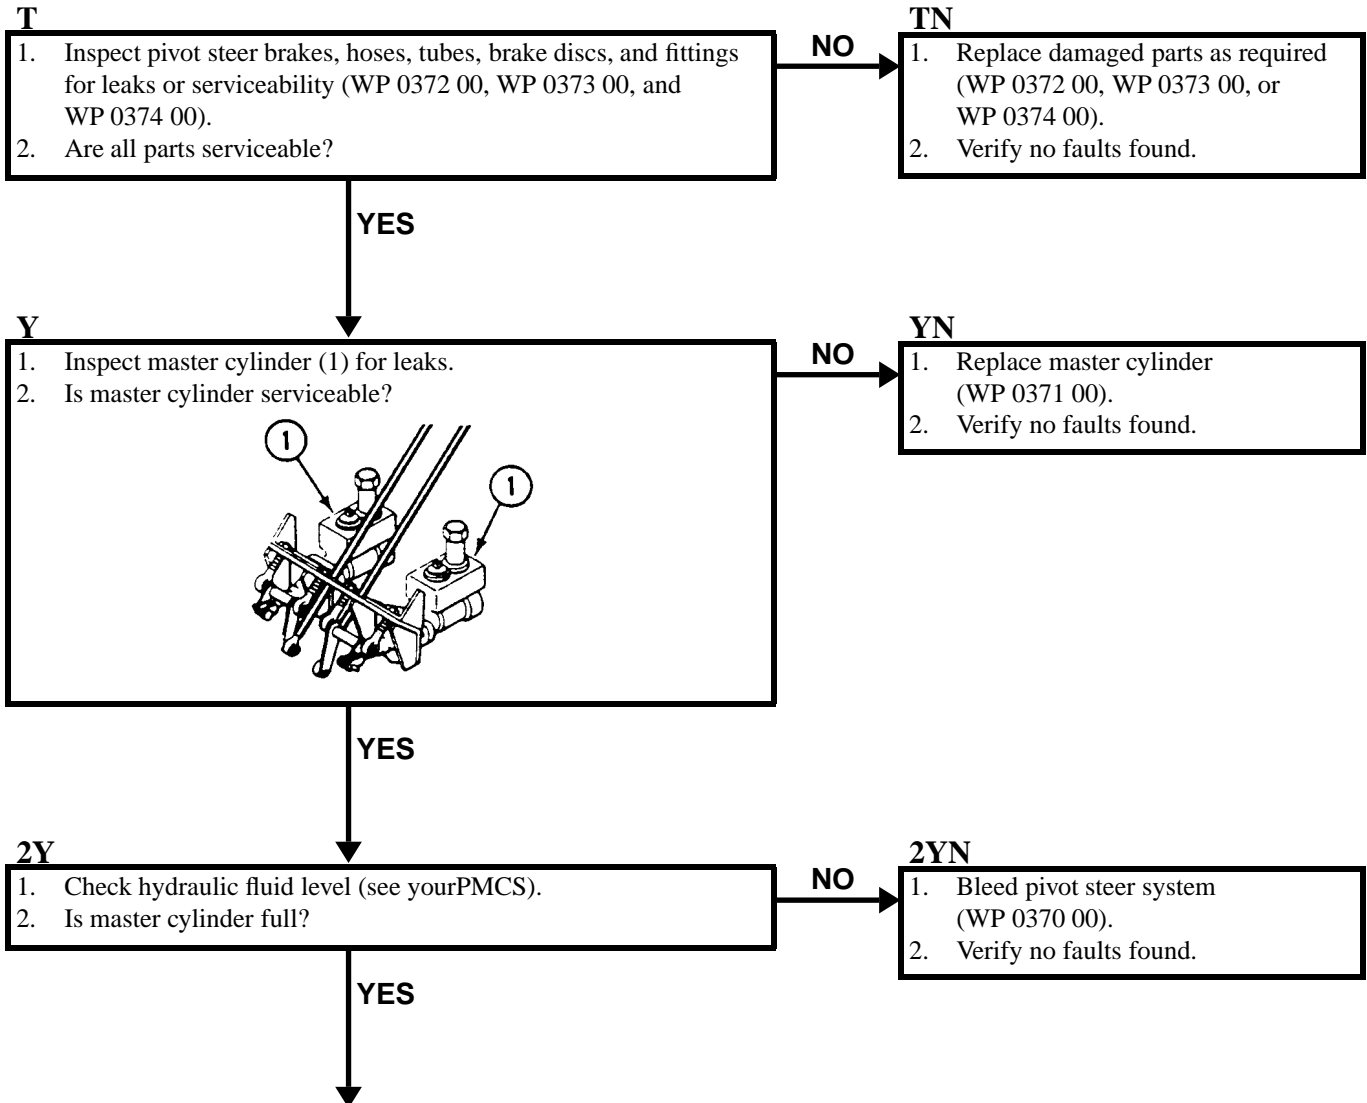 T
1. Inspect pivot steer brakes, hoses, tubes, brake discs, and fittings
for leaks or serviceability (WP 0372 00, WP 0373 00, and
WP 0374 00).
2. Are all parts serviceable?
NO
TN
1. Replace damaged parts as required
(WP 0372 00, WP 0373 00, or
WP 0374 00).
2. Verify no faults found.
YES
Y
1. Inspect master cylinder (1) for leaks.
2. Is master cylinder serviceable?
1
1
NO
YN
1. Replace master cylinder
(WP 0371 00).
2. Verify no faults found.
YES
2Y
1. Check hydraulic fluid level (see yourPMCS).
2. Is master cylinder full?
NO
2YN
1. Bleed pivot steer system
(WP 0370 00).
2. Verify no faults found.
YES